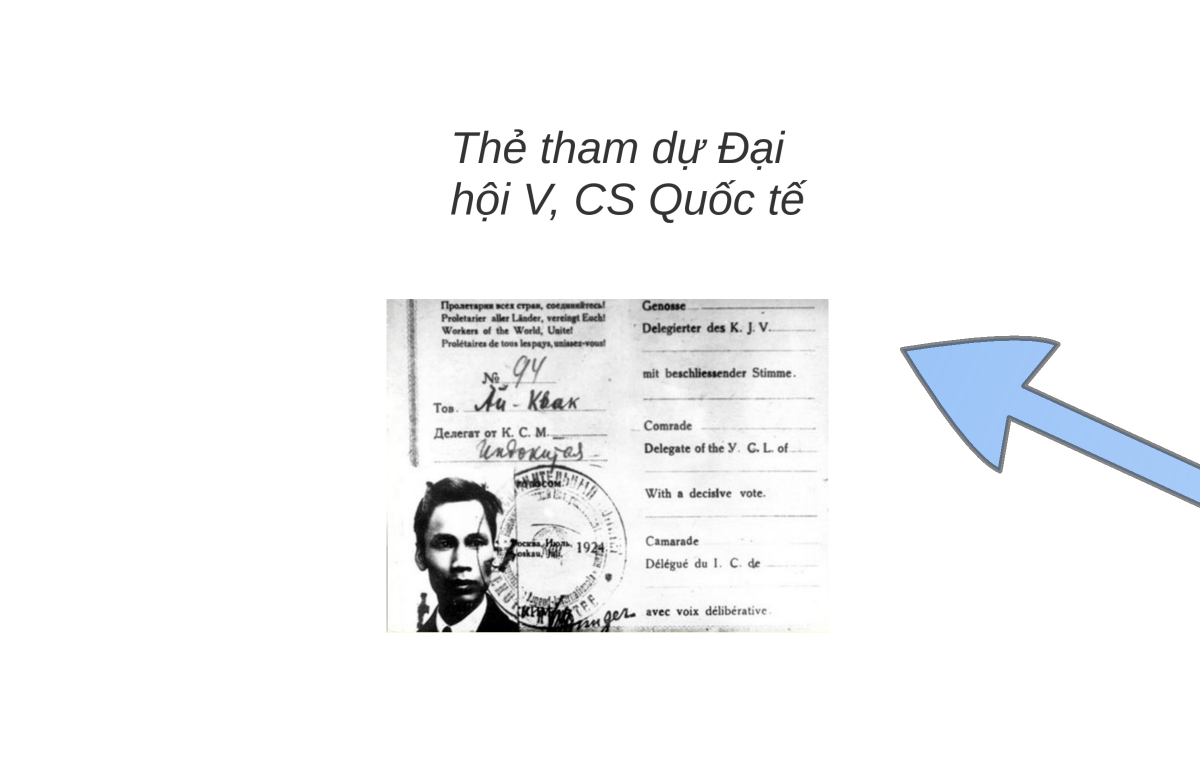 Thẻ tham dự Đại
hội V, CS Quốc tế
Пролетарии всех стран, соединяйтесь!
Proletarier aller Länder, vereinigt Euch!
Workers of the World, Unite!
Prolétaires de tous les pays, unissez-vous!
№ 94
Тов. Ай - Квак
Делегат от К. С. М.
Индокитая
голосом
Москва, Июль, 1924
Moskau, Juli,
Genosse
Delegierter des K. J. V.
mit beschliessender Stimme.
Comrade
Delegate of the Y. C. L. of
With a decisive vote.
Camarade
Délégué du I. C. de
avec voix délibérative.